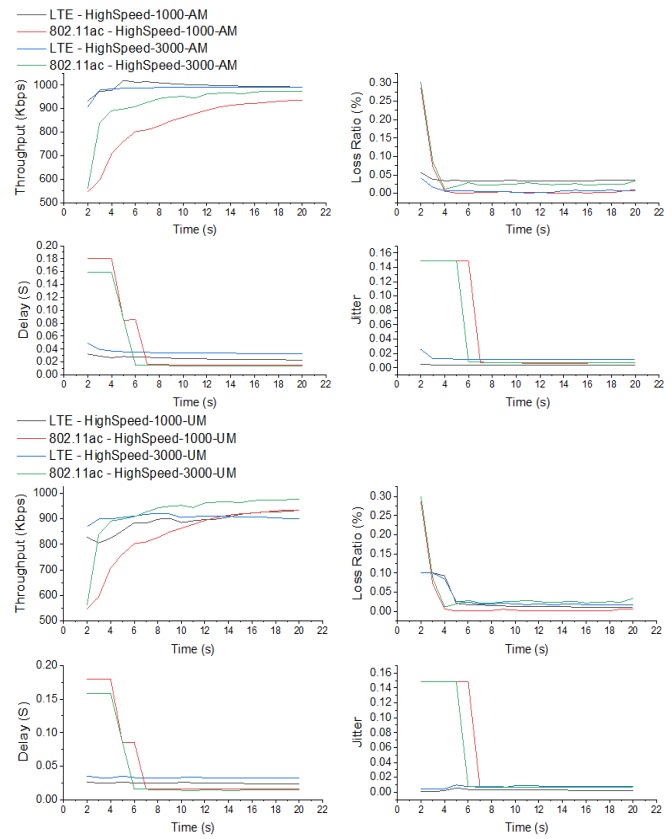 LTE - HighSpeed-1000-AM
802.11ac - HighSpeed-1000-AM
LTE - HighSpeed-3000-AM
802.11ac - HighSpeed-3000-AM
Throughput (Kbps)
1000
900
800
700
600
500
0 2 4 6 8 10 12 14 16 18 20 22
Time (s)
Loss Ratio (%)
0.30
0.25
0.20
0.15
0.10
0.05
0.00
0 2 4 6 8 10 12 14 16 18 20 22
Time (s)
Delay (S)
0.20
0.18
0.16
0.14
0.12
0.10
0.08
0.06
0.04
0.02
0.00
0 2 4 6 8 10 12 14 16 18 20 22
Time (s)
Jitter
0.16
0.14
0.12
0.10
0.08
0.06
0.04
0.02
0.00
0 2 4 6 8 10 12 14 16 18 20 22
Time (s)
LTE - HighSpeed-1000-UM
802.11ac - HighSpeed-1000-UM
LTE - HighSpeed-3000-UM
802.11ac - HighSpeed-3000-UM
Throughput (Kbps)
1000
900
800
700
600
500
0 2 4 6 8 10 12 14 16 18 20 22
Time (s)
Loss Ratio (%)
0.30
0.25
0.20
0.15
0.10
0.05
0.00
0 2 4 6 8 10 12 14 16 18 20 22
Time (s)
Delay (S)
0.20
0.15
0.10
0.05
0.00
0 2 4 6 8 10 12 14 16 18 20 22
Time (s)
Jitter
0.16
0.14
0.12
0.10
0.08
0.06
0.04
0.02
0.00
0 2 4 6 8 10 12 14 16 18 20 22
Time (s)